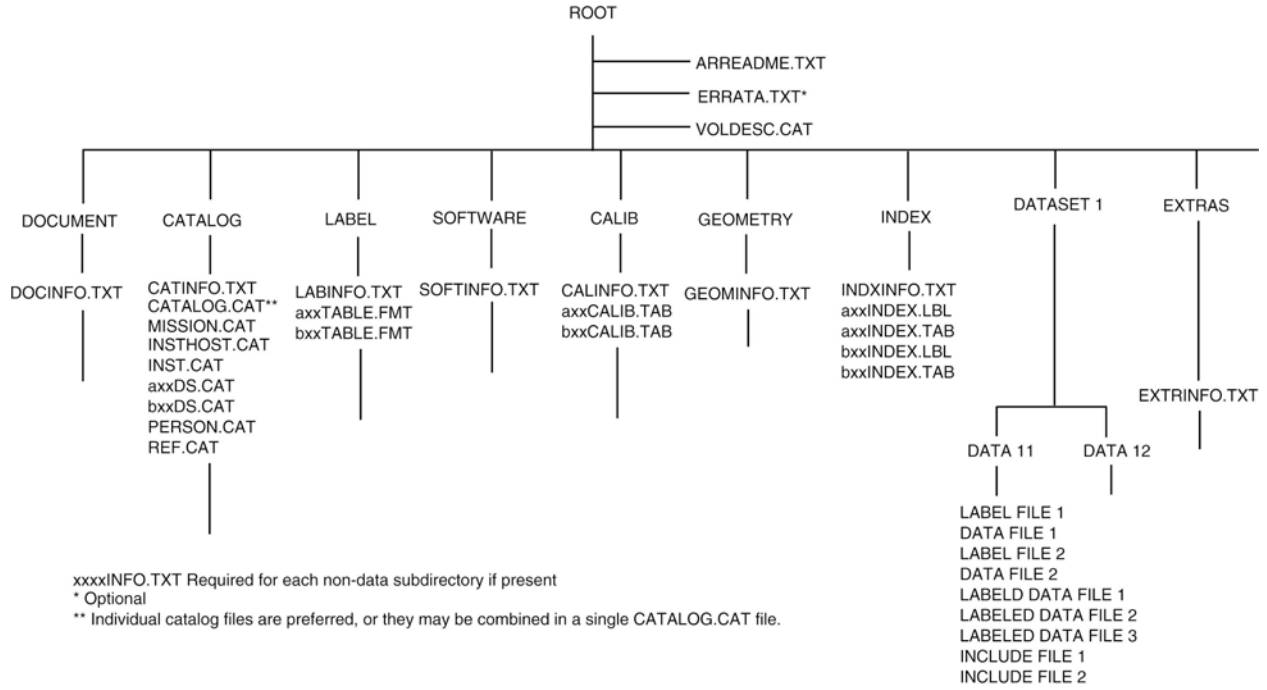 ROOT
ARREADME.TXT
ERRATA.TXT*
VOLDESC.CAT
DOCUMENT
DOCINFO.TXT
CATALOG
CATINFO.TXT
CATALOG.CAT**
MISSION.CAT
INSTHOST.CAT
INST.CAT
axxDS.CAT
bxxDS.CAT
PERSON.CAT
REF.CAT
LABEL
LABINFO.TXT
axxTABLE.FMT
bxxTABLE.FMT
SOFTWARE
SOFTINFO.TXT
CALIB
CALINFO.TXT
axxCALIB.TAB
bxxCALIB.TAB
GEOMETRY
GEOMINFO.TXT
INDEX
INDXINFO.TXT
axxINDEX.LBL
axxINDEX.TAB
bxxINDEX.LBL
bxxINDEX.TAB
DATASET 1
DATA 11
LABEL FILE 1
DATA FILE 1
LABEL FILE 2
DATA FILE 2
LABELD DATA FILE 1
LABELED DATA FILE 2
LABELED DATA FILE 3
INCLUDE FILE 1
INCLUDE FILE 2
DATA 12
EXTRAS
EXTRINFO.TXT
xxxxINFO.TXT Required for each non-data subdirectory if present
* Optional
** Individual catalog files are preferred, or they may be combined in a single CATALOG.CAT file.